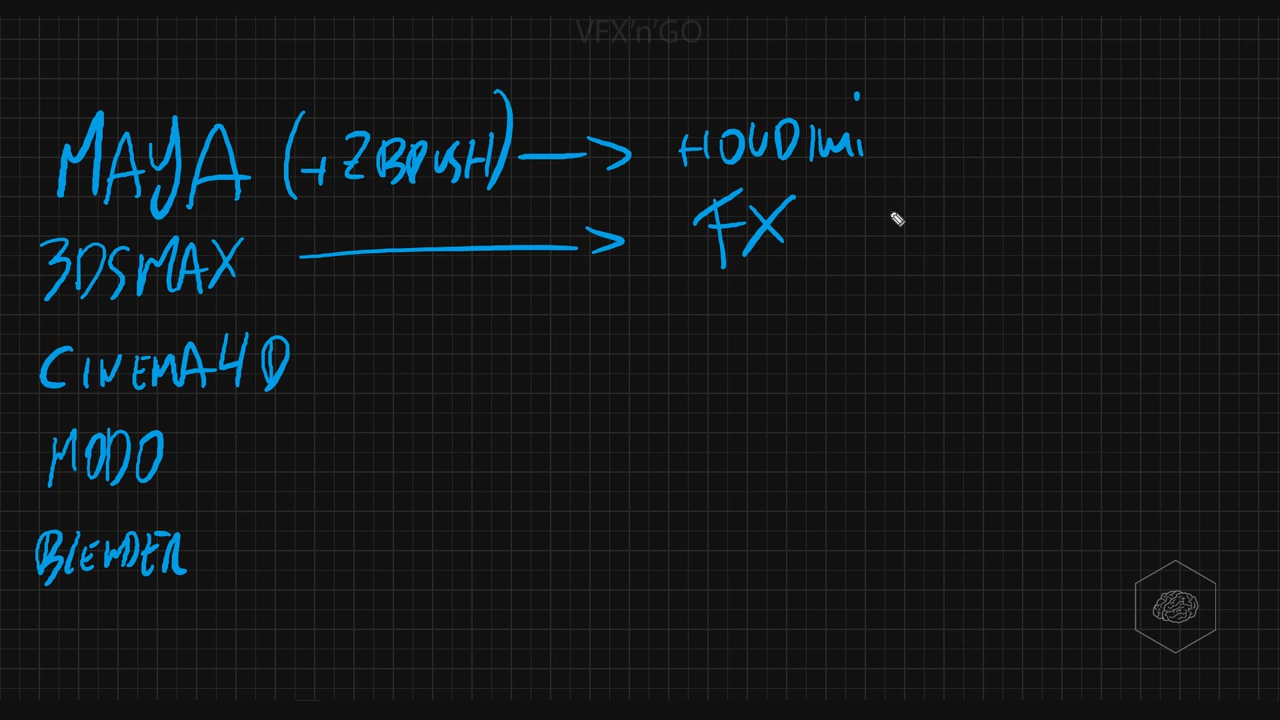 VFX'n'GO
MAYA (+ZBRUSH) → HOUDINI
3DSMAX → FX
CINEMA4D
MODO
BLENDER